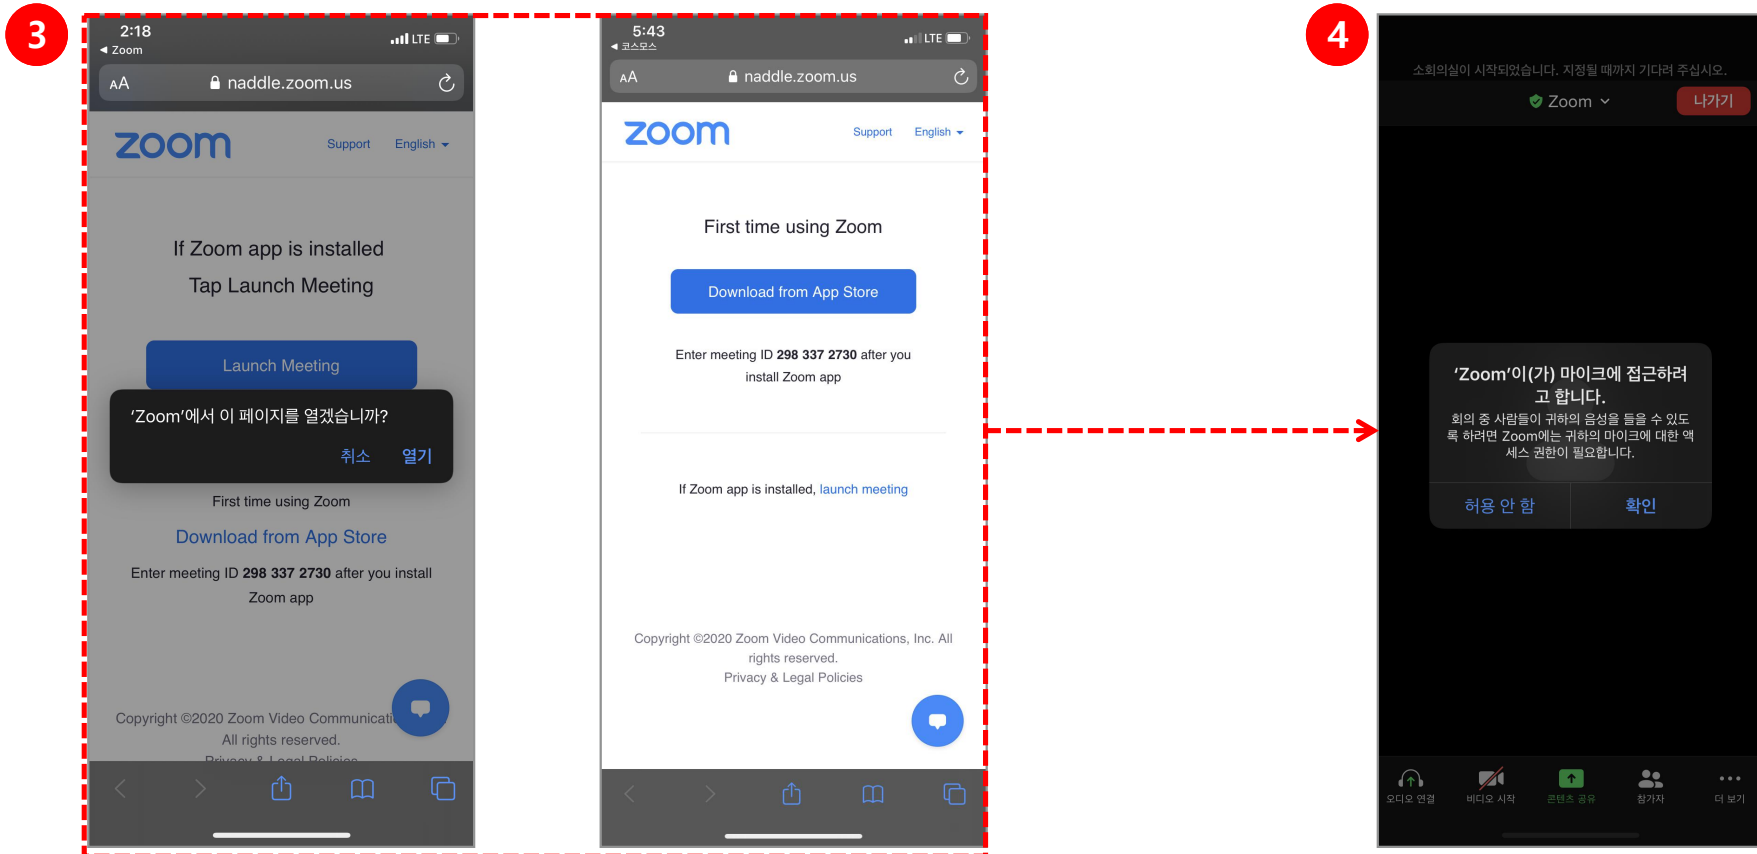 3
2:18
LTE
◀ Zoom
AA naddle.zoom.us
zoom
Support English
If Zoom app is installed
Tap Launch Meeting
Launch Meeting
‘Zoom’에서 이 페이지를 열겠습니까?
취소 열기
First time using Zoom
Download from App Store
Enter meeting ID 298 337 2730 after you install
Zoom app
Copyright ©2020 Zoom Video
All rights reserved.
Privacy & Legal Policies
5:43
LTE
◀ 코스모스
AA naddle.zoom.us
zoom
Support English
First time using Zoom
Download from App Store
Enter meeting ID 298 337 2730 after you
install Zoom app
If Zoom app is installed, launch meeting
Copyright ©2020 Zoom Video Communications, Inc. All
rights reserved.
Privacy & Legal Policies
4
소회의실이 시작되었습니다. 지정될 때까지 기다려 주십시오.
Zoom
나가기
‘Zoom’이(가) 마이크에 접근하려
고 합니다.
회의 중 사람들이 귀하의 음성을 들을 수 있도
록 하려면 Zoom에는 귀하의 마이크에 대한 액
세스 권한이 필요합니다.
허용 안 함 확인
오디오 연결 비디오 시작 콘텐츠 공유 참가자 더 보기